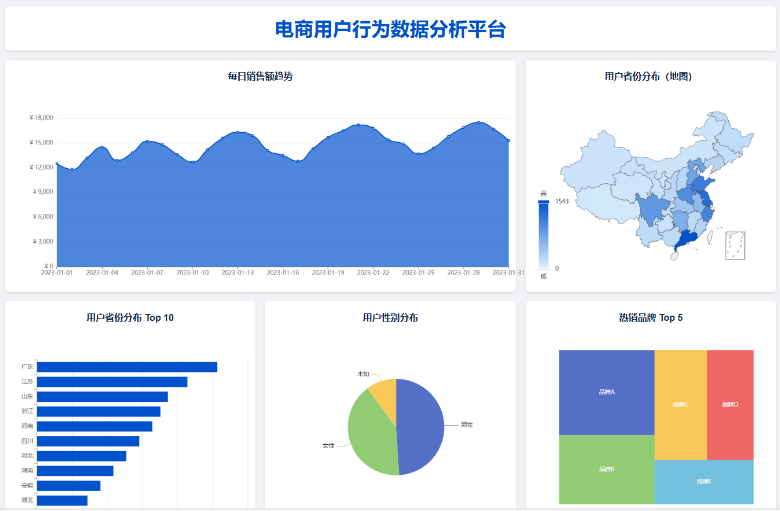 电商用户行为数据分析平台
每日销售额趋势
¥ 18,000
¥ 15,000
¥ 12,000
¥ 9,000
¥ 6,000
¥ 3,000
¥ 0
2023-01-01
2023-01-04
2023-01-07
2023-01-10
2023-01-13
2023-01-16
2023-01-19
2023-01-22
2023-01-25
2023-01-28
2023-01-31
用户省份分布（地图）
高
1543
0
低
用户省份分布 Top 10
广东
江苏
山东
浙江
河南
四川
湖南
安徽
湖北
用户性别分布
未知
男性
女性
热销品牌 Top 5
品牌A
品牌B
品牌C
品牌D
品牌E